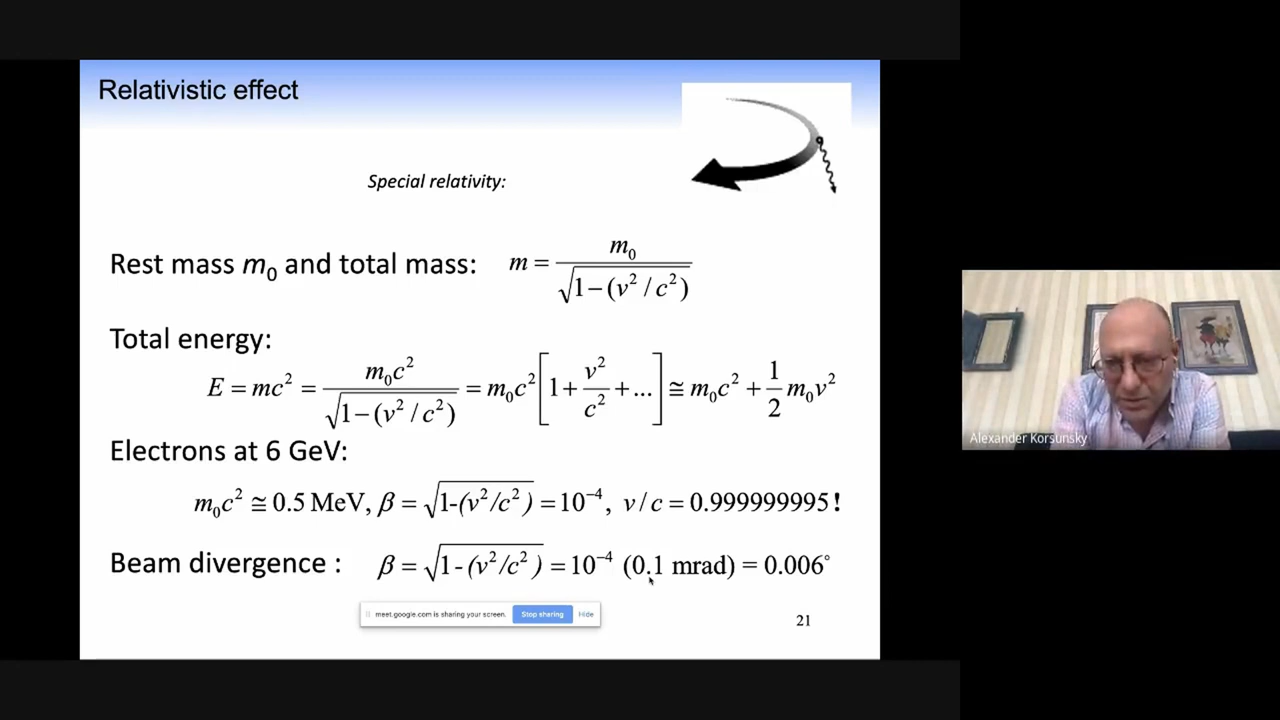 Relativistic effect
Special relativity:
Rest mass m₀ and total mass: m = m₀ / √(1−(v²/c²))
Total energy:
E = mc² = m₀c² / √(1−(v²/c²)) = m₀c² [1 + v²/c² + ...] ≅ m₀c² + 1/2 m₀v²
Electrons at 6 GeV:
m₀c² ≅ 0.5 MeV, β = √(1-(v²/c²)) = 10⁻⁴, v/c = 0.999999995!
Beam divergence : β = √(1-(v²/c²)) = 10⁻⁴ (0.1 mrad) = 0.006°
meet.google.com is sharing your screen. Stop sharing Hide
21
Alexander Korsunsky